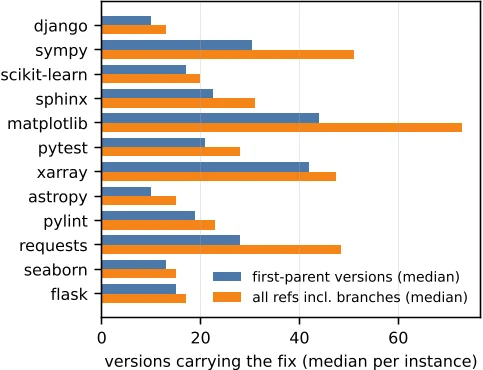 django
sympy
scikit-learn
sphinx
matplotlib
pytest
xarray
astropy
pylint
requests
seaborn
flask
first-parent versions (median)
all refs incl. branches (median)
0 20 40 60
versions carrying the fix (median per instance)